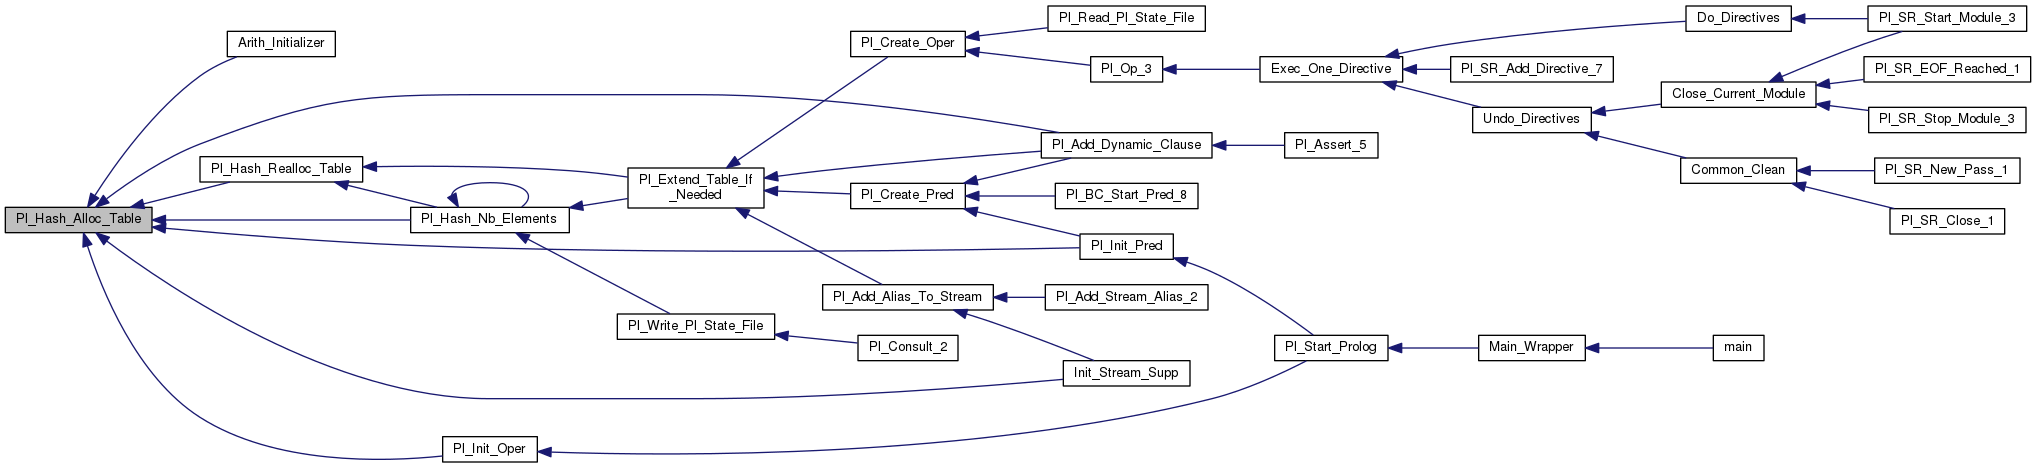 Pl_Hash_Alloc_Table
Arith_Initializer
Pl_Hash_Realloc_Table
Pl_Hash_Nb_Elements
Pl_Init_Oper
Pl_Extend_Table_If
_Needed
Pl_Write_Pl_State_File
Pl_Create_Oper
Pl_Create_Pred
Pl_Add_Alias_To_Stream
Pl_Consult_2
Pl_Read_Pl_State_File
Pl_Op_3
Pl_Add_Dynamic_Clause
Pl_BC_Start_Pred_8
Pl_Init_Pred
Pl_Add_Stream_Alias_2
Init_Stream_Supp
Exec_One_Directive
Pl_Assert_5
Pl_Start_Prolog
Pl_SR_Add_Directive_7
Undo_Directives
Main_Wrapper
Do_Directives
Close_Current_Module
Common_Clean
main
Pl_SR_Start_Module_3
Pl_SR_EOF_Reached_1
Pl_SR_Stop_Module_3
Pl_SR_New_Pass_1
Pl_SR_Close_1